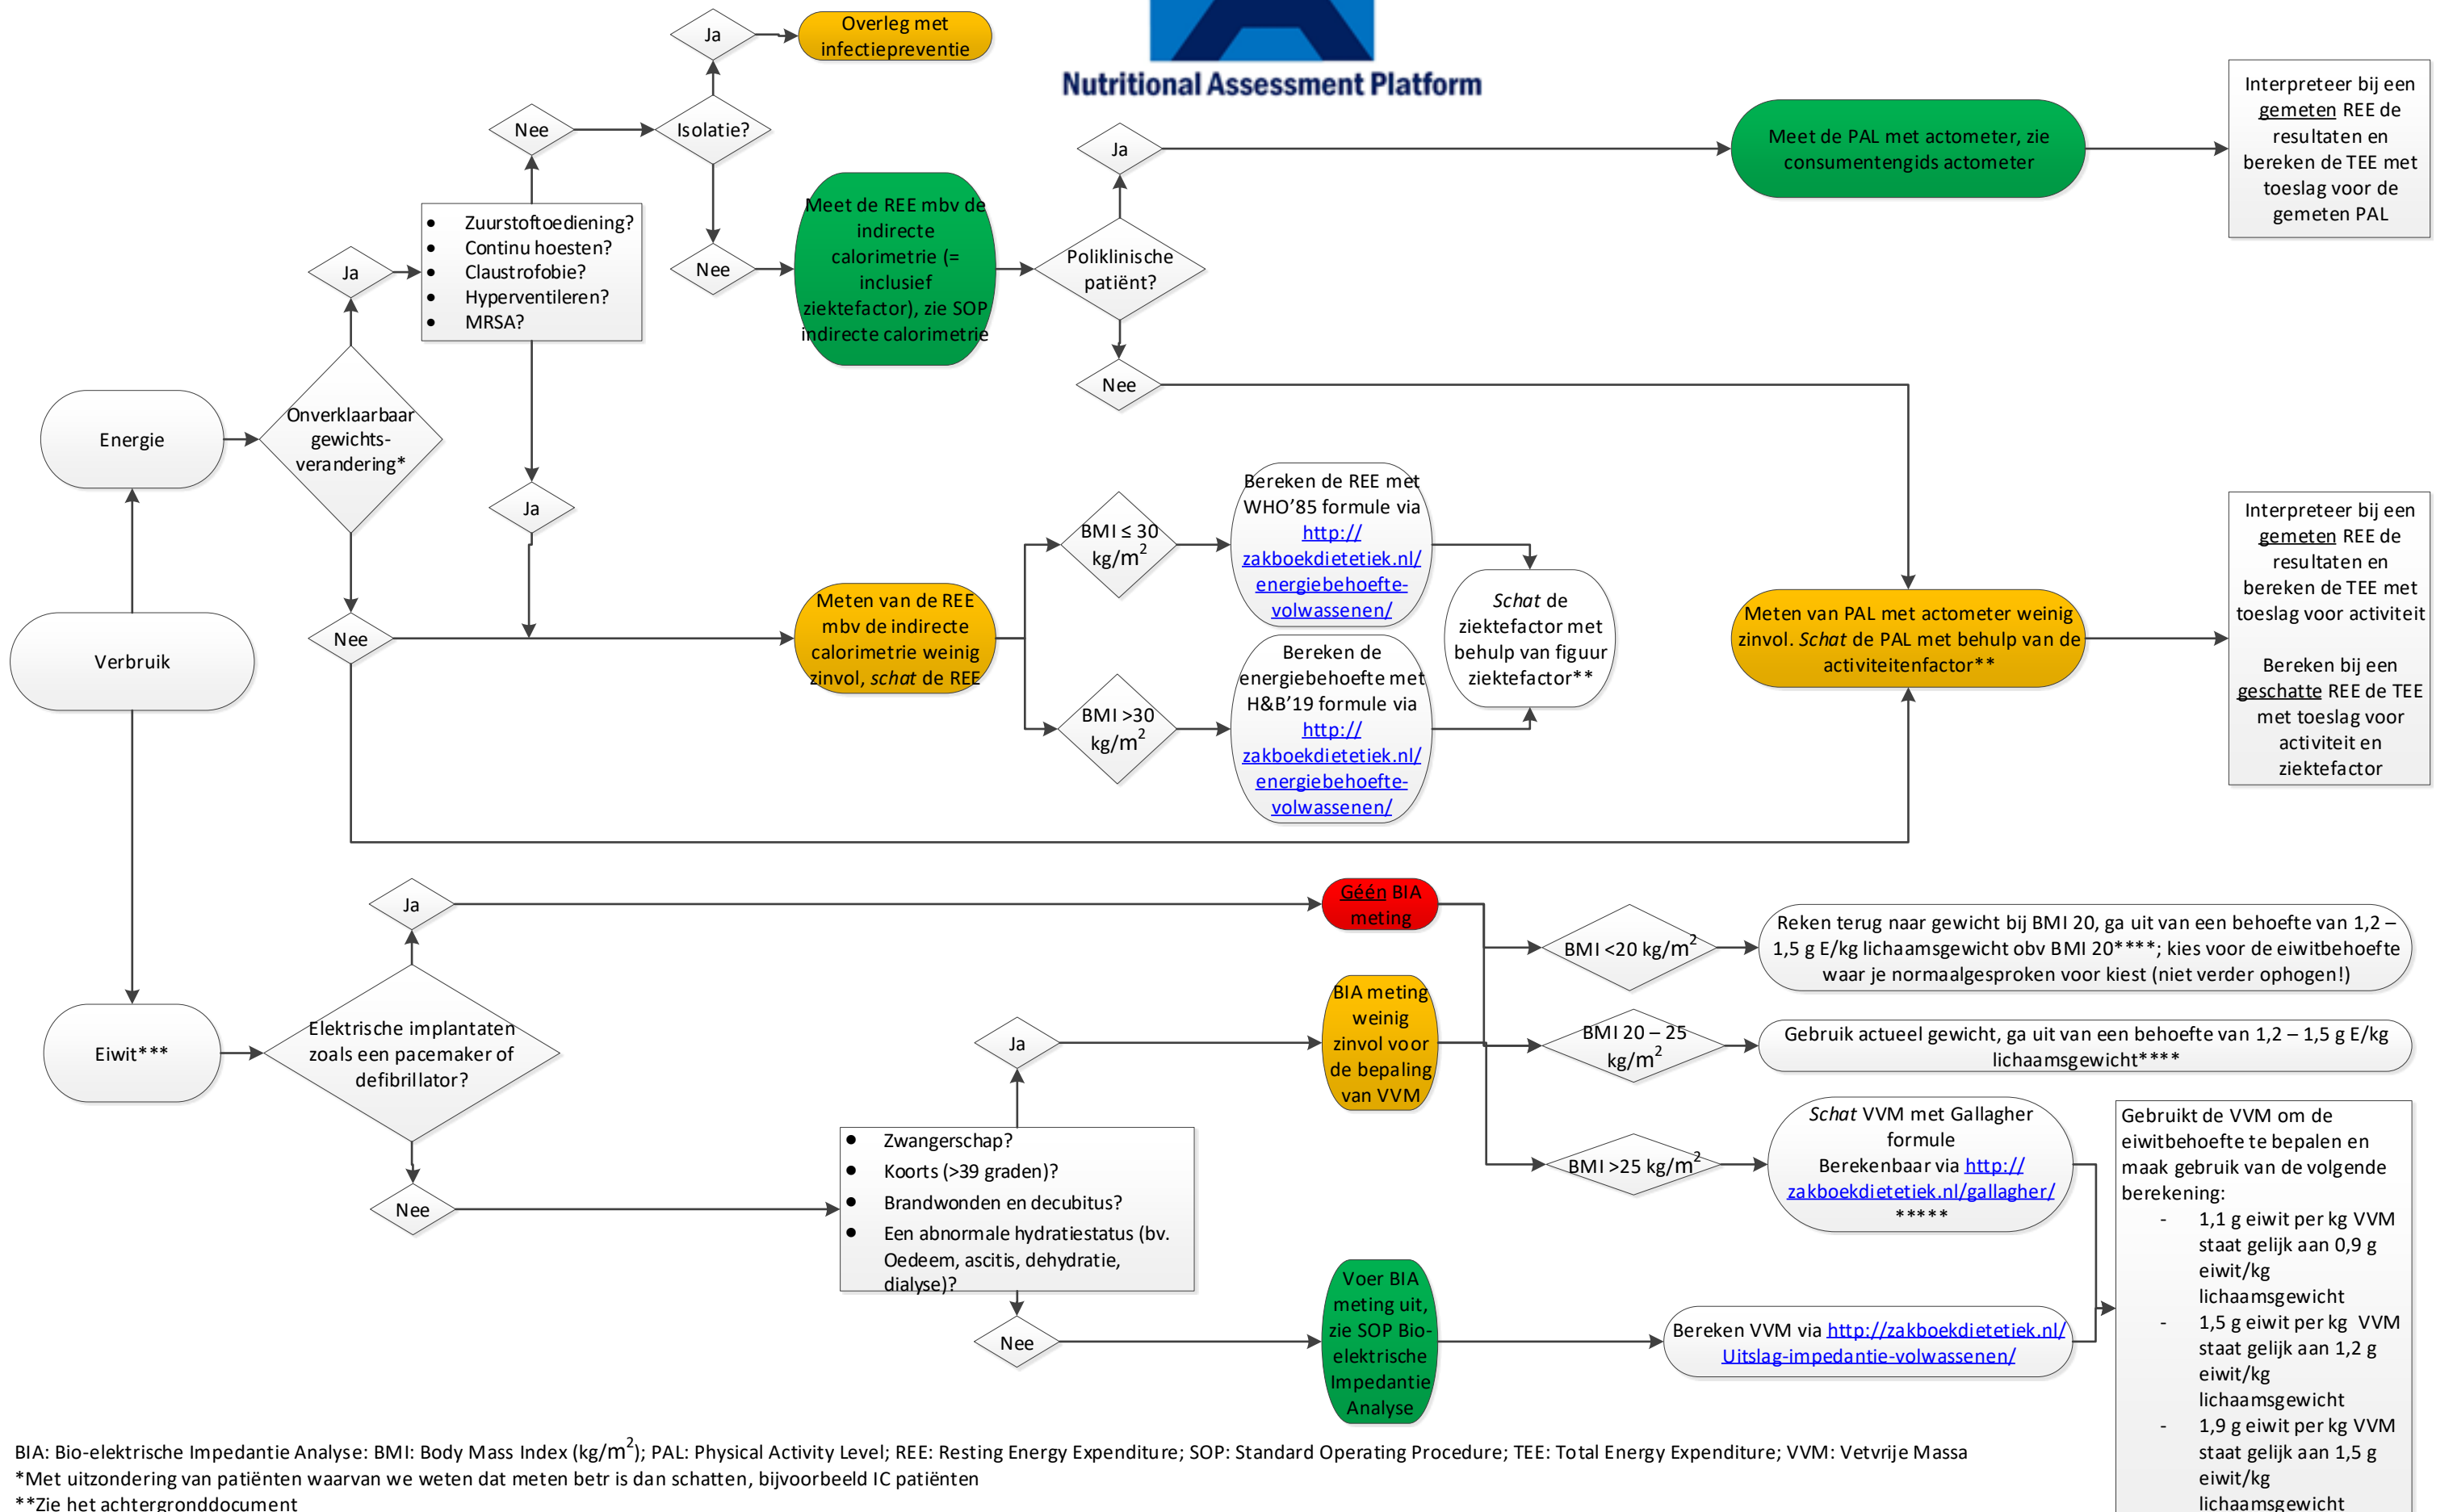 Nutritional Assessment Platform
Ja
Overleg met
infectiepreventie
Nee
Isolatie?
Ja
Meet de PAL met actometer, zie
consumentengids actometer
Interpreteer bij een
gemeten REE de
resultaten en
bereken de TEE met
toeslag voor de
gemeten PAL
Ja
• Zuurstoftoediening?
• Continu hoesten?
• Claustrofobie?
• Hyperventileren?
• MRSA?
Nee
Meet de REE mbv de
indirecte
calorimetrie (=
inclusief
ziektefactor), zie SOP
indirecte calorimetrie
Poliklinische
patiënt?
Nee
Energie
Onverklaarbaar
gewichts-
verandering*
Ja
Nee
Verbruik
Meten van de REE
mbv de indirecte
calorimetrie weinig
zinvol, schat de REE
BMI ≤ 30
kg/m²
Bereken de REE met
WHO’85 formule via
http://
zakboekdietetiek.nl/
energiebehoefte-
volwassenen/
BMI >30
kg/m²
Bereken de
energiebehoefte met
H&B’19 formule via
http://
zakboekdietetiek.nl/
energiebehoefte-
volwassenen/
Schat de
ziektefactor met
behulp van figuur
ziektefactor**
Meten van PAL met actometer weinig
zinvol. Schat de PAL met behulp van de
activiteitenfactor**
Interpreteer bij een
gemeten REE de
resultaten en
bereken de TEE met
toeslag voor activiteit
Bereken bij een
geschatte REE de TEE
met toeslag voor
activiteit en
ziektefactor
Ja
Géén BIA
meting
BMI <20 kg/m²
Reken terug naar gewicht bij BMI 20, ga uit van een behoefte van 1,2 –
1,5 g E/kg lichaamsgewicht obv BMI 20****; kies voor de eiwitbehoefte
waar je normaalgesproken voor kiest (niet verder ophogen!)
Eiwit***
Elektrische implantaten
zoals een pacemaker of
defibrillator?
Ja
BIA meting
weinig
zinvol voor
de bepaling
van VVM
BMI 20 – 25
kg/m²
Gebruik actueel gewicht, ga uit van een behoefte van 1,2 – 1,5 g E/kg
lichaamsgewicht****
Nee
• Zwangerschap?
• Koorts (>39 graden)?
• Brandwonden en decubitus?
• Een abnormale hydratiestatus (bv.
Oedeem, ascitis, dehydratie,
dialyse)?
BMI >25 kg/m²
Schat VVM met Gallagher
formule
Berekenbaar via http://
zakboekdietetiek.nl/gallagher/
*****
Nee
Voer BIA
meting uit,
zie SOP Bio-
elektrische
Impedantie
Analyse
Bereken VVM via http://zakboekdietetiek.nl/
Uitslag-impedantie-volwassenen/
Gebruikt de VVM om de
eiwitbehoefte te bepalen en
maak gebruik van de volgende
berekening:
- 1,1 g eiwit per kg VVM
staat gelijk aan 0,9 g
eiwit/kg
lichaamsgewicht
- 1,5 g eiwit per kg VVM
staat gelijk aan 1,2 g
eiwit/kg
lichaamsgewicht
- 1,9 g eiwit per kg VVM
staat gelijk aan 1,5 g
eiwit/kg
lichaamsgewicht
BIA: Bio-elektrische Impedantie Analyse: BMI: Body Mass Index (kg/m²); PAL: Physical Activity Level; REE: Resting Energy Expenditure; SOP: Standard Operating Procedure; TEE: Total Energy Expenditure; VVM: Vetvrije Massa
*Met uitzondering van patiënten waarvan we weten dat meten betr is dan schatten, bijvoorbeeld IC patiënten
**Zie het achtergronddocument